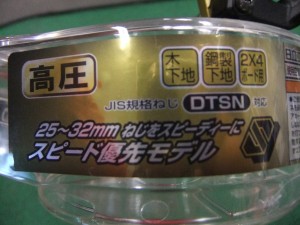 高圧
木下地
鋼製下地
2X4ボード用
JIS規格ねじ DTSN 対応
25～32mm ねじをスピーディーに
スピード優先モデル